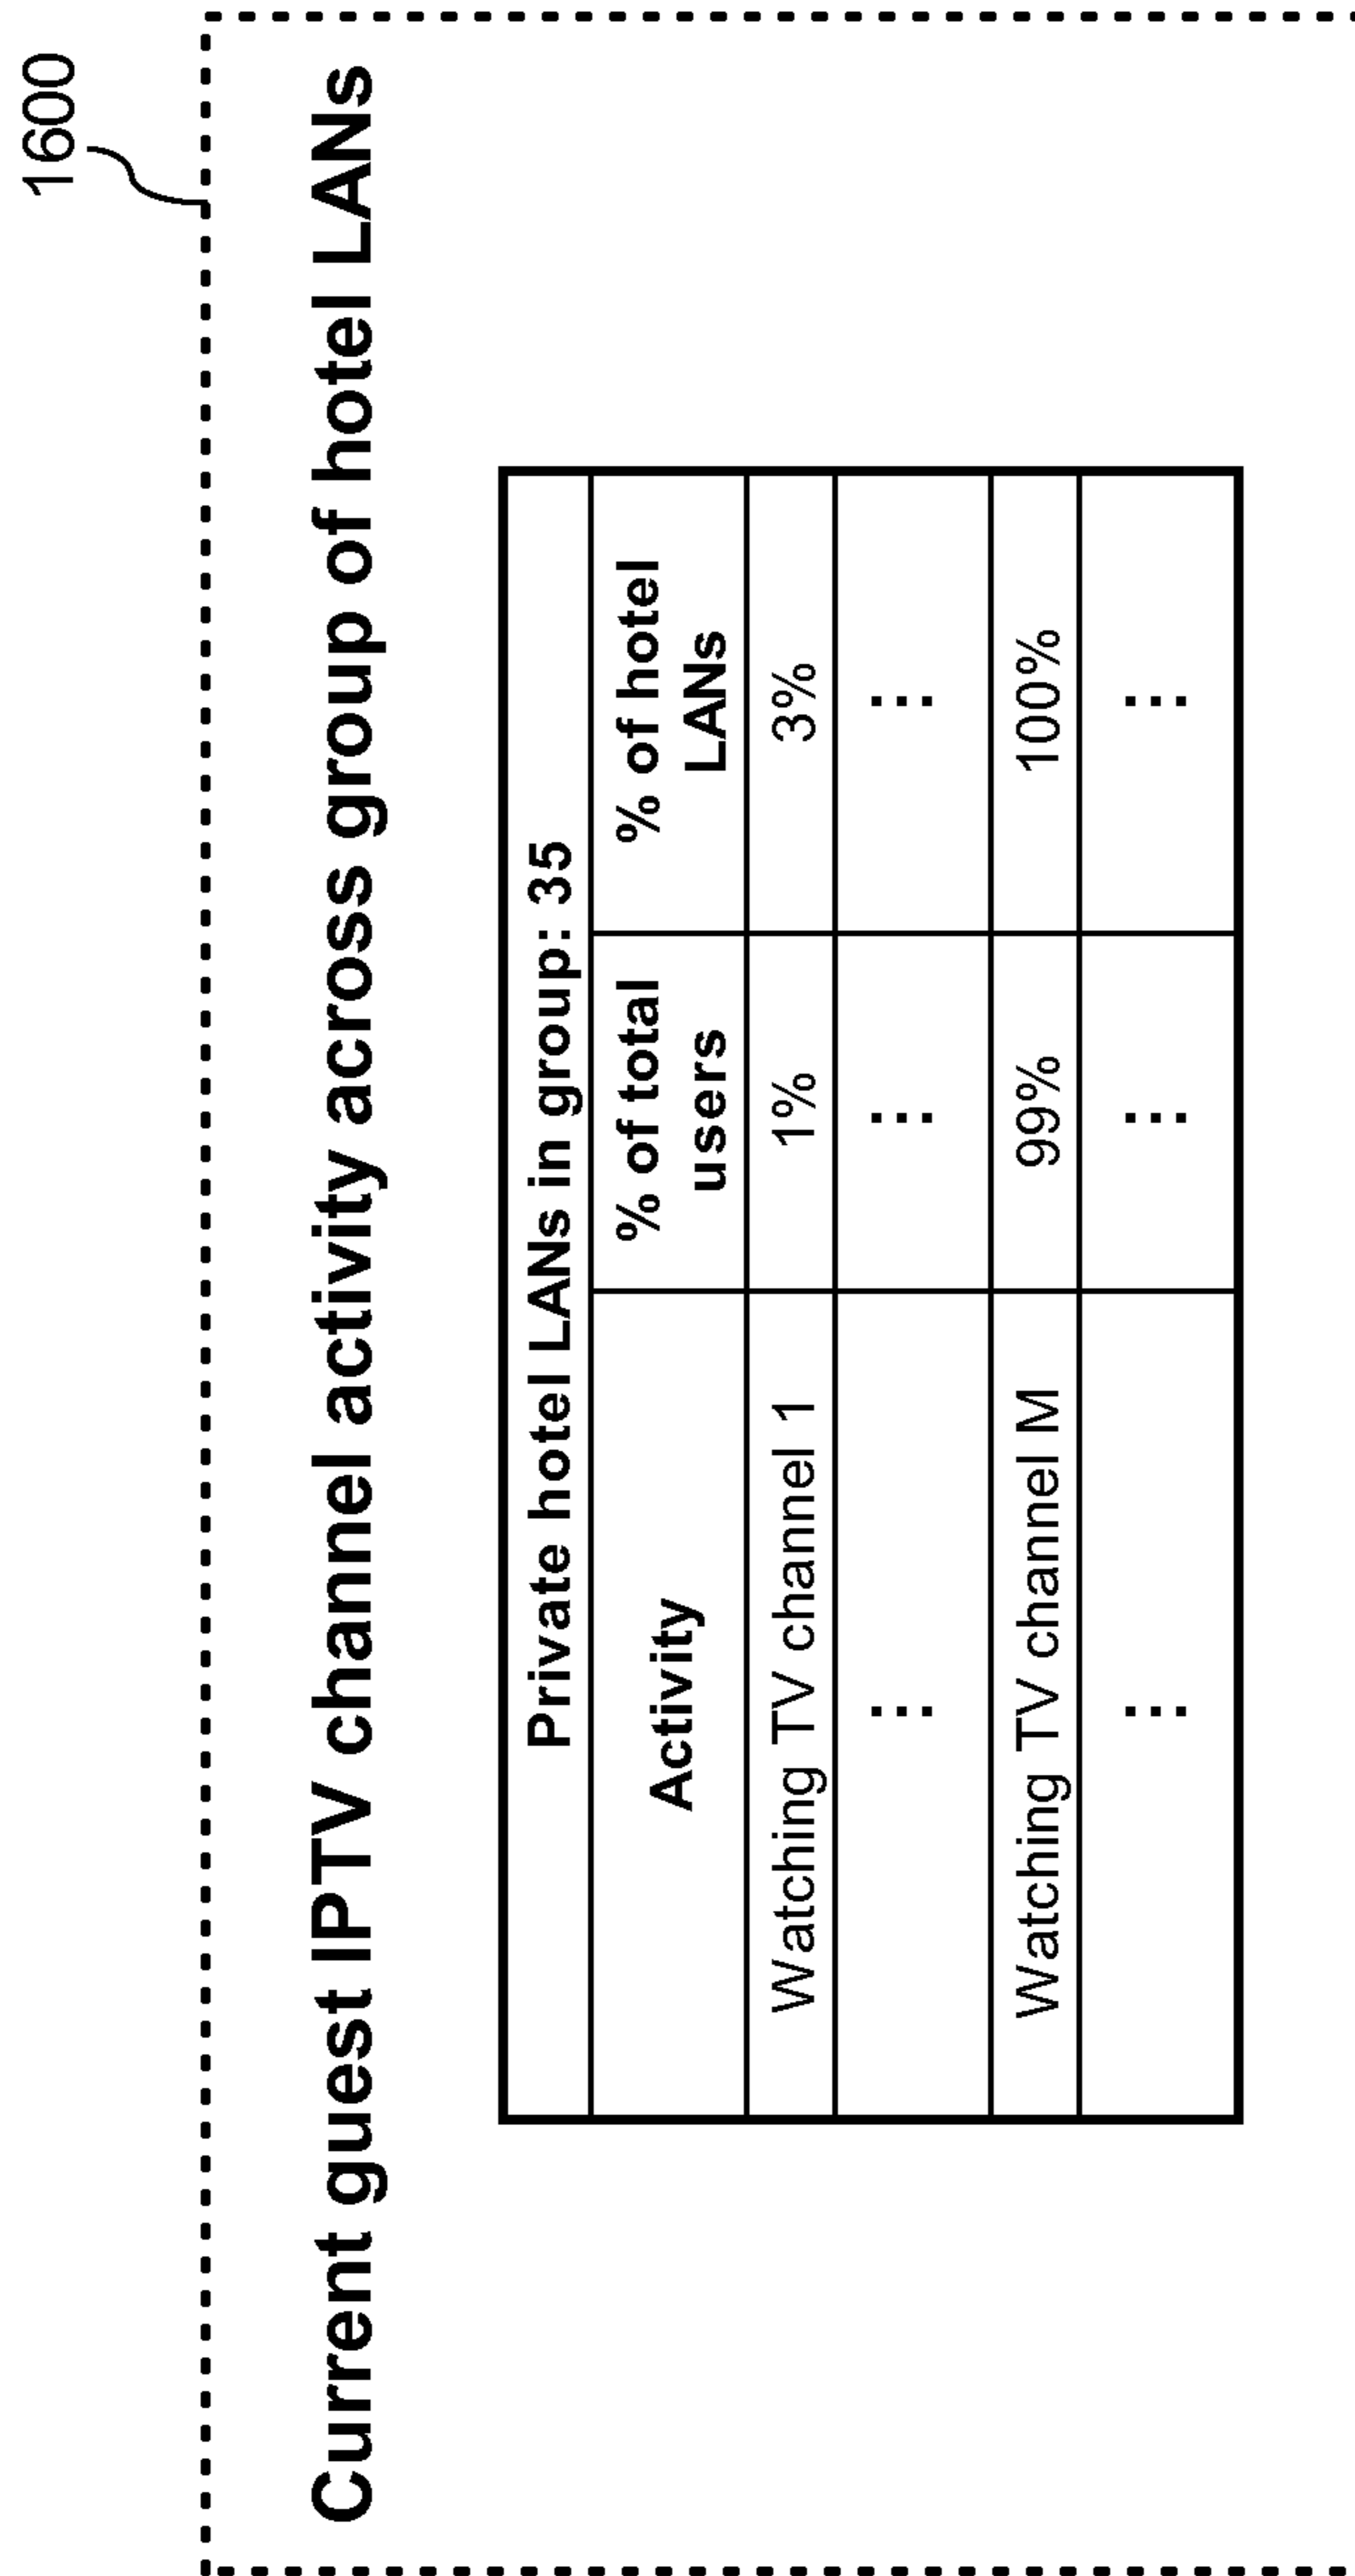 1600
Current guest IPTV channel activity across group of hotel LANs
Private hotel LANs in group: 35
Activity
% of total
users
% of hotel
LANs
Watching TV channel 1
1%
3%
⋮
⋮
⋮
Watching TV channel M
99%
100%
⋮
⋮
⋮